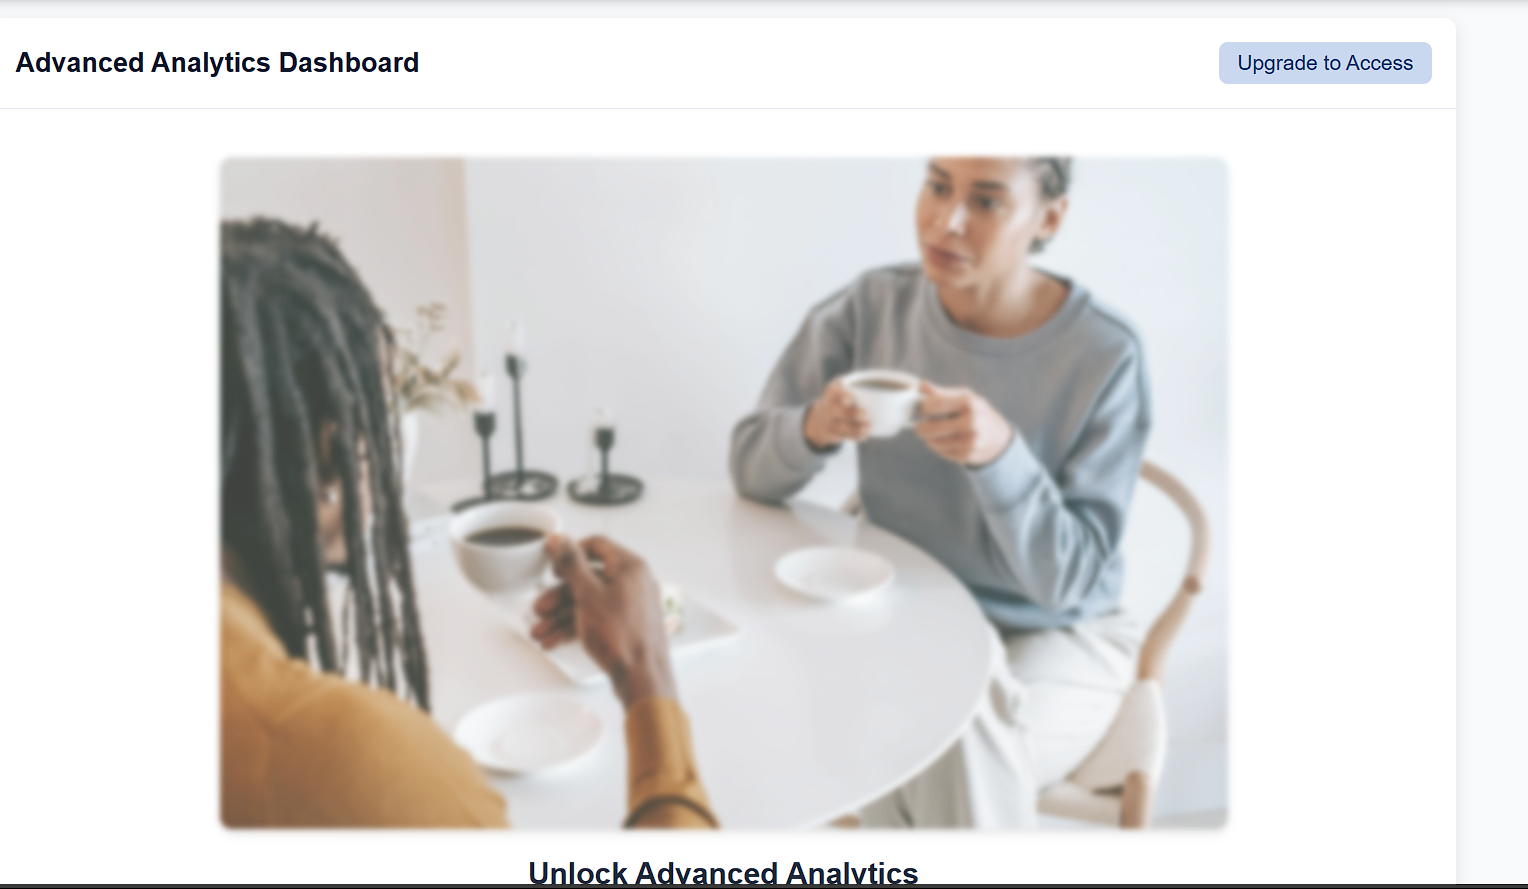 Advanced Analytics Dashboard
Upgrade to Access
Unlock Advanced Analytics